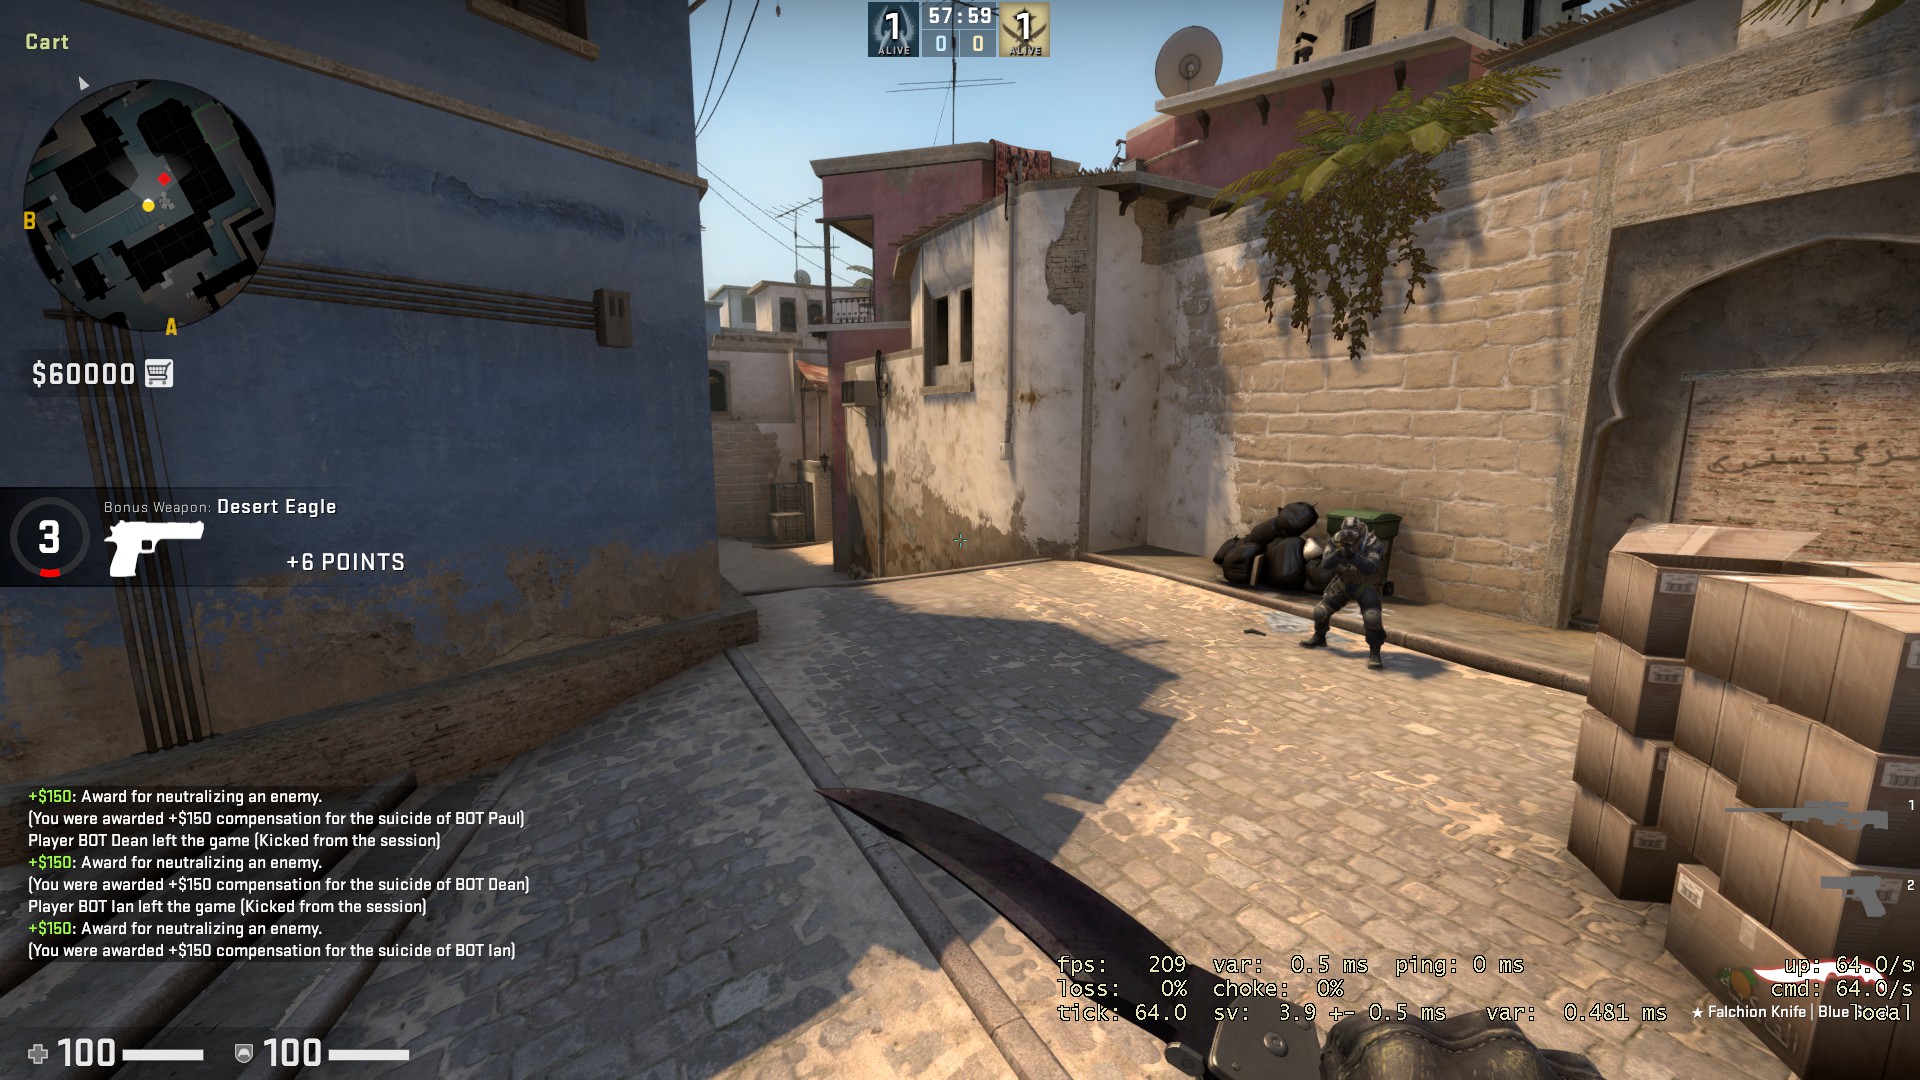 Cart
1
ALIVE
57:59
0 0
1
ALIVE
B
A
$60000
3
Bonus Weapon: Desert Eagle
+6 POINTS
+$150: Award for neutralizing an enemy.
(You were awarded +$150 compensation for the suicide of BOT Paul)
Player BOT Dean left the game (Kicked from the session)
+$150: Award for neutralizing an enemy.
(You were awarded +$150 compensation for the suicide of BOT Dean)
Player BOT Ian left the game (Kicked from the session)
+$150: Award for neutralizing an enemy.
(You were awarded +$150 compensation for the suicide of BOT Ian)
1
2
fps: 209 var: 0.5 ms ping: 0 ms up: 64.0/s
loss: 0% choke: 0% cmd: 64.0/s
tick: 64.0 sv: 3.9 +- 0.5 ms var: 0.481 ms local
★ Falchion Knife | Blue
100 100